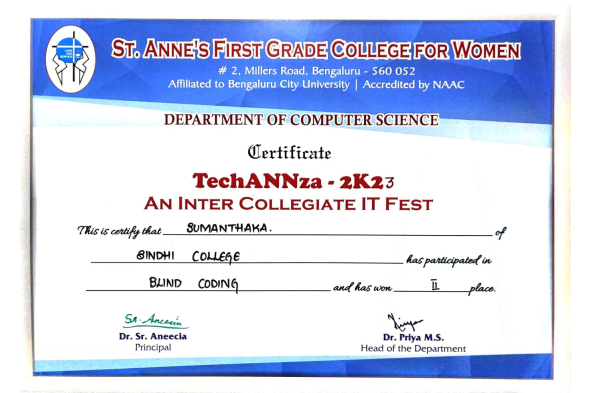 ST. ANNE'S FIRST GRADE COLLEGE FOR WOMEN
# 2, Millers Road, Bengaluru - 560 052
Affiliated to Bengaluru City University | Accredited by NAAC
DEPARTMENT OF COMPUTER SCIENCE
Certificate
TechANNza - 2K23
AN INTER COLLEGIATE IT FEST
This is certify that SUMANTHAKA. of
SINDHI COLLEGE has participated in
BLIND CODING and has won II place.
Sr. Aneecia
Dr. Sr. Aneecia Dr. Priya M.S.
Principal Head of the Department